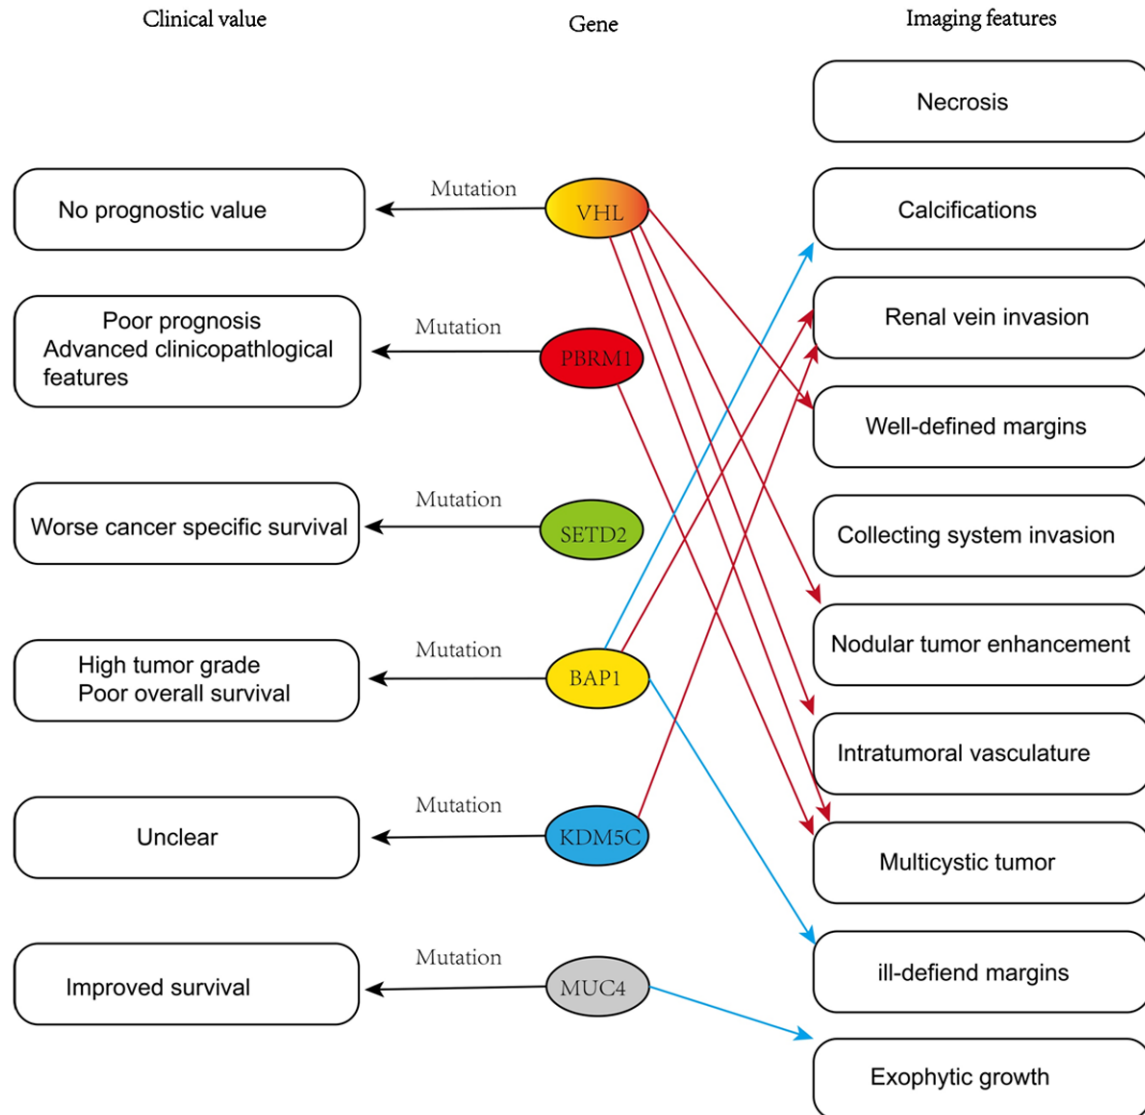 Clinical value
Gene
Imaging features
Necrosis
Mutation
No prognostic value
VHL
Calcifications
Poor prognosis
Advanced clinicopathlogical
features
Mutation
PBRM1
Renal vein invasion
Well-defined margins
Worse cancer specific survival
Mutation
SETD2
Collecting system invasion
High tumor grade
Poor overall survival
Mutation
BAP1
Nodular tumor enhancement
Intratumoral vasculature
Unclear
Mutation
KDM5C
Multicystic tumor
Improved survival
Mutation
MUC4
ill-defiend margins
Exophytic growth